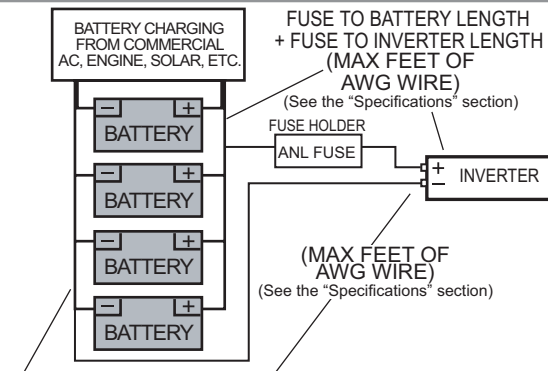 BATTERY CHARGING
FROM COMMERCIAL
AC, ENGINE, SOLAR, ETC.
FUSE TO BATTERY LENGTH
+ FUSE TO INVERTER LENGTH
(MAX FEET OF
AWG WIRE)
(See the “Specifications” section)
– +
BATTERY
FUSE HOLDER
ANL FUSE
+
–
INVERTER
– +
BATTERY
– +
BATTERY
(MAX FEET OF
AWG WIRE)
(See the “Specifications” section)
– +
BATTERY